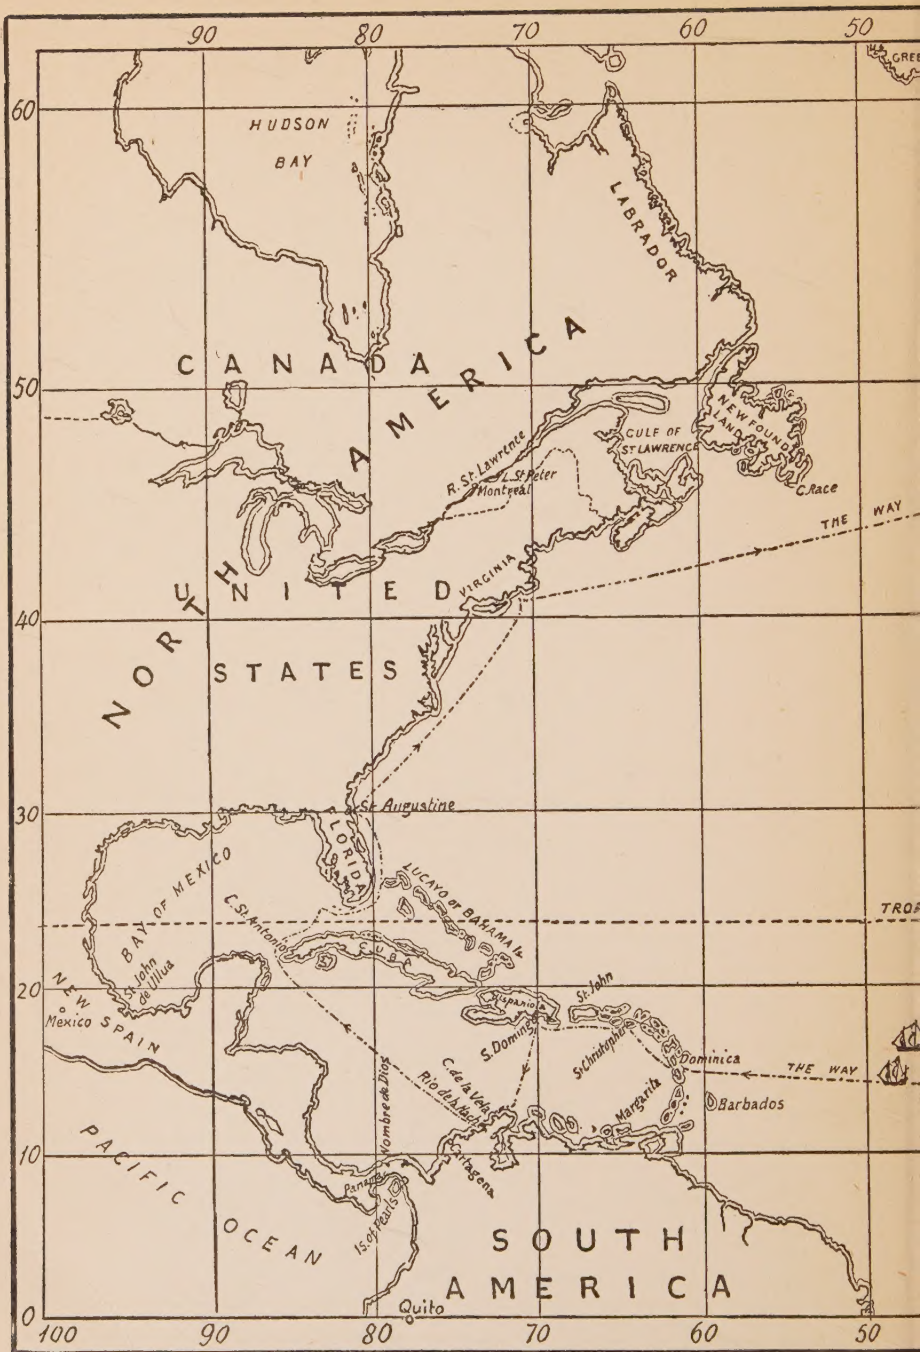 90 80 70 60 50
GREE
60
HUDSON
BAY
LABRADOR
CANADA
NORTH AMERICA
50
NEW FOUND
LAND
GULF OF
ST LAWRENCE
R. St. Lawrence
L. St. Peter
Montreal
C. Race
THE WAY
VIRGINIA
UNITED
40
STATES
30
St. Augustine
FLORIDA
BAY OF MEXICO
LUCAYO or BAHAMA Is
C. St. Antonio
TROP
CUBA
St. John
de Ullua
20
NEW SPAIN
Mexico
Hispaniola
St. John
S. Domingo
St. Christopher
Dominica
THE WAY
C. de la Vela
Rio de la Hacha
Margarita
Barbados
Nombre de Dios
10
Cartagena
Panama
Is. of Pearls
PACIFIC OCEAN
SOUTH
AMERICA
0
Quito
100 90 80 70 60 50